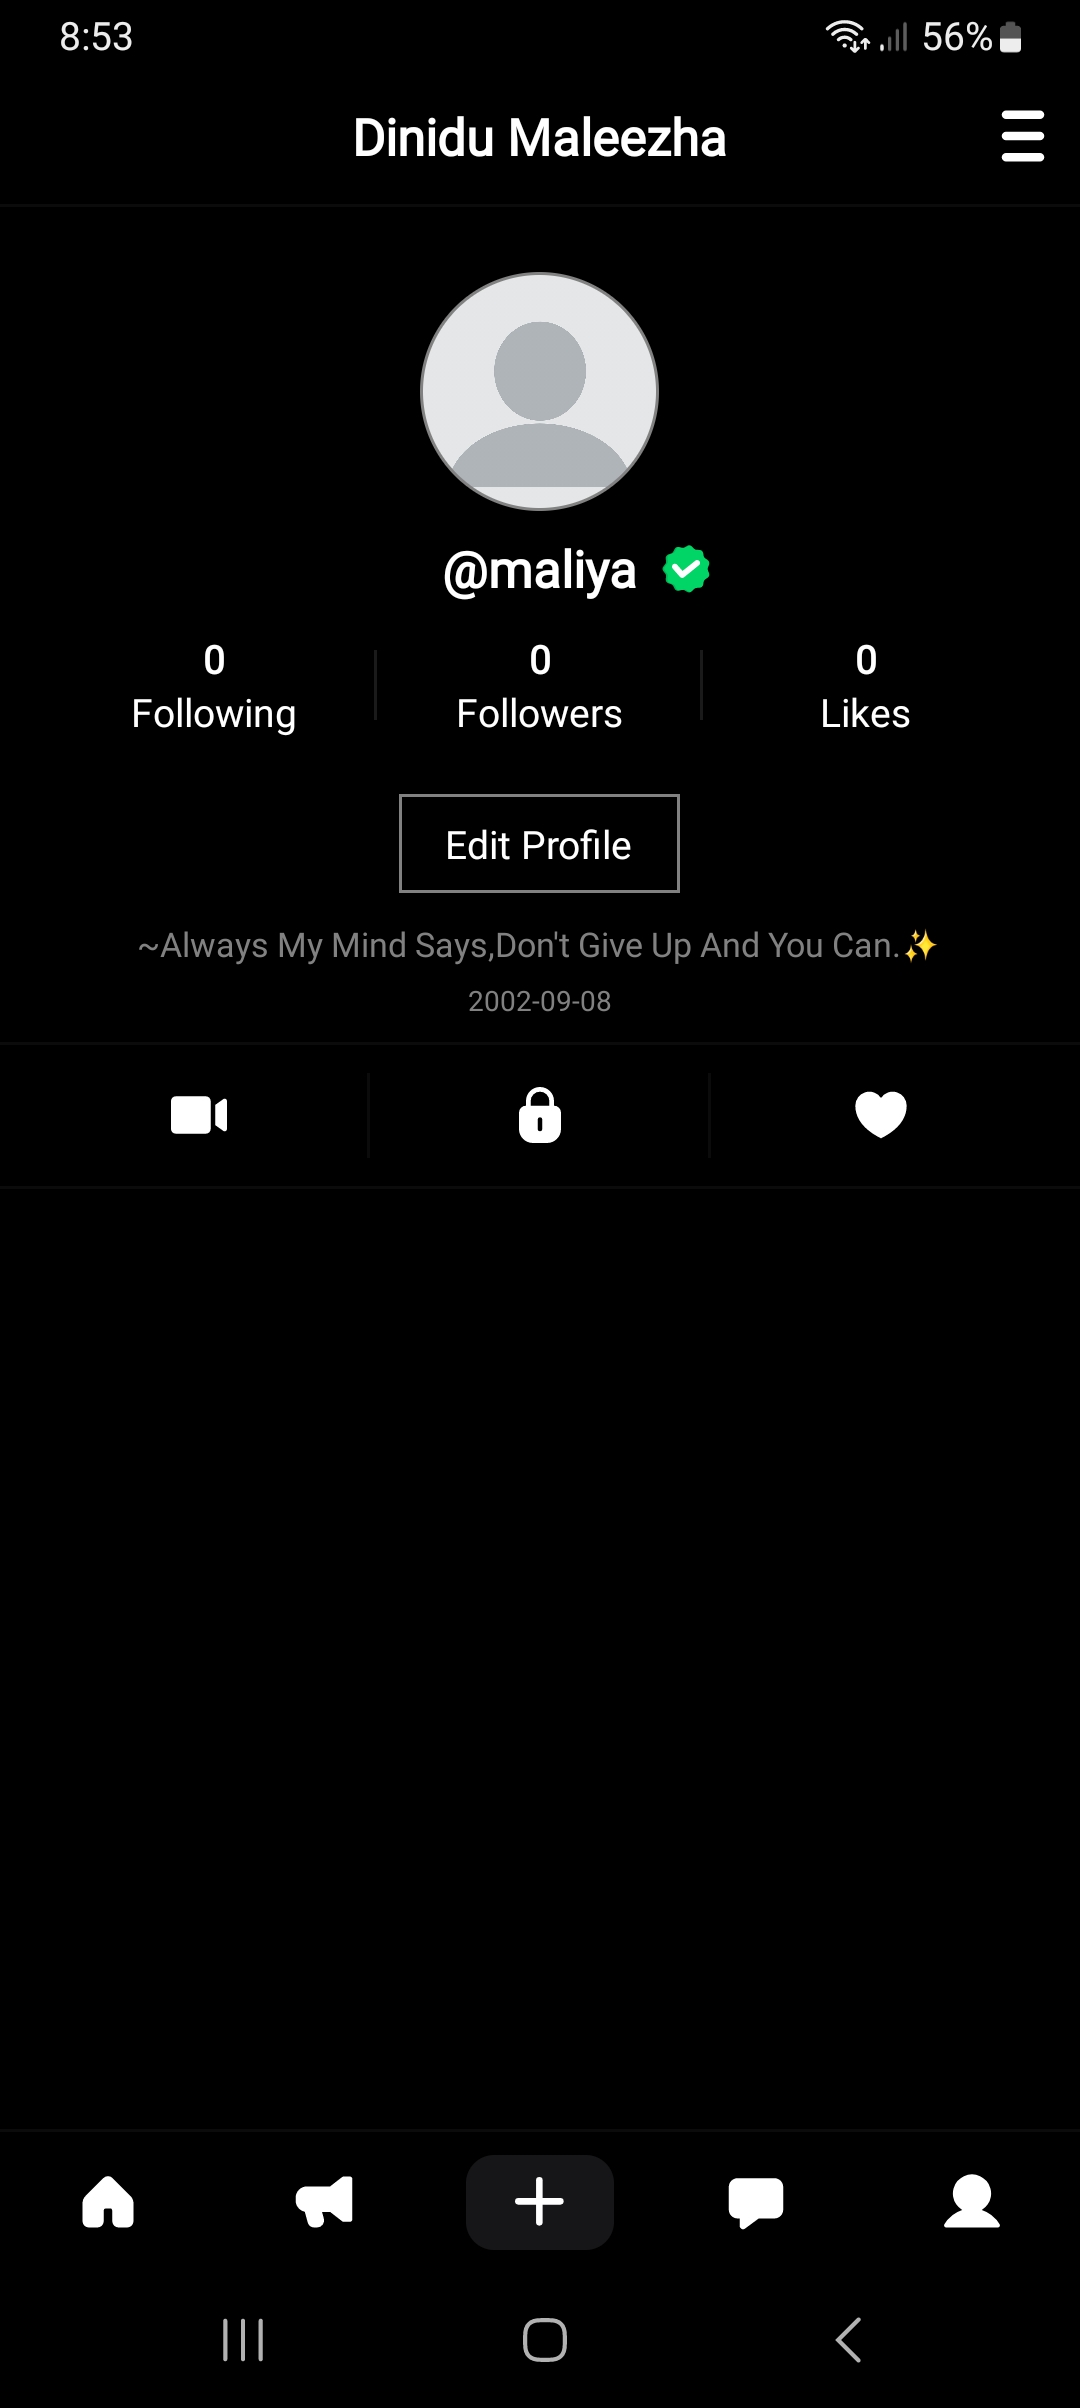 8:53 56%
Dinidu Maleezha
@maliya
0 0 0
Following Followers Likes
Edit Profile
~Always My Mind Says,Don't Give Up And You Can.✨
2002-09-08